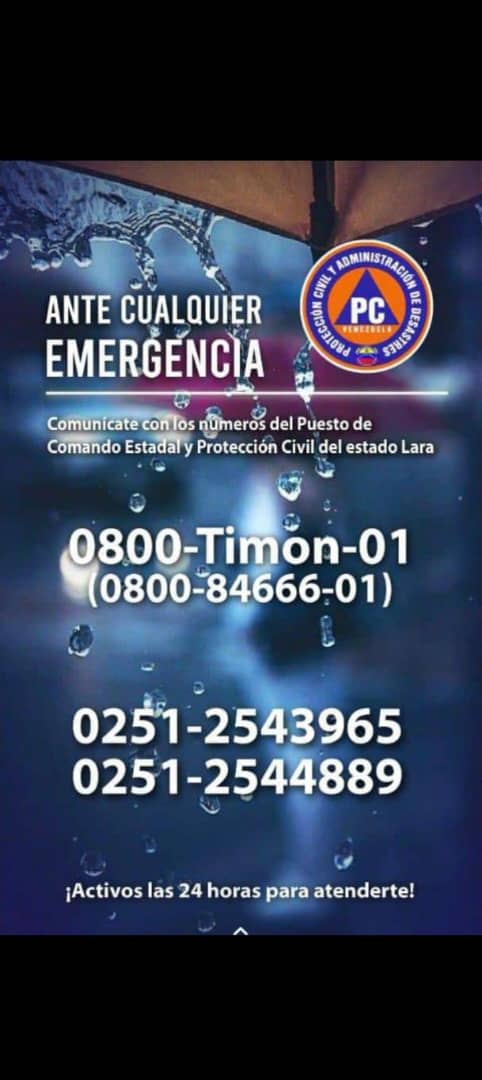 ANTE CUALQUIER
EMERGENCIA
PROTECCIÓN CIVIL Y ADMINISTRACIÓN DE DESASTRES
PC
VENEZUELA
Comunícate con los números del Puesto de
Comando Estadal y Protección Civil del estado Lara
0800-Timon-01
(0800-84666-01)
0251-2543965
0251-2544889
¡Activos las 24 horas para atenderte!